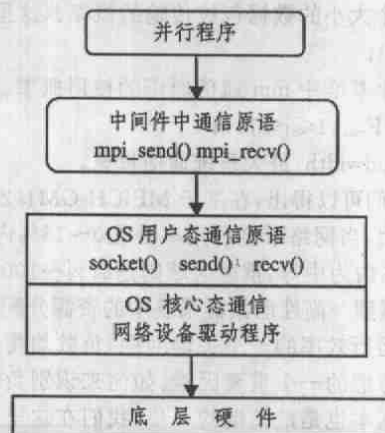 并行程序
中间件中通信原语
mpi_send() mpi_recv()
OS 用户态通信原语
socket() send() recv()
OS 核心态通信
网络设备驱动程序
底 层 硬 件